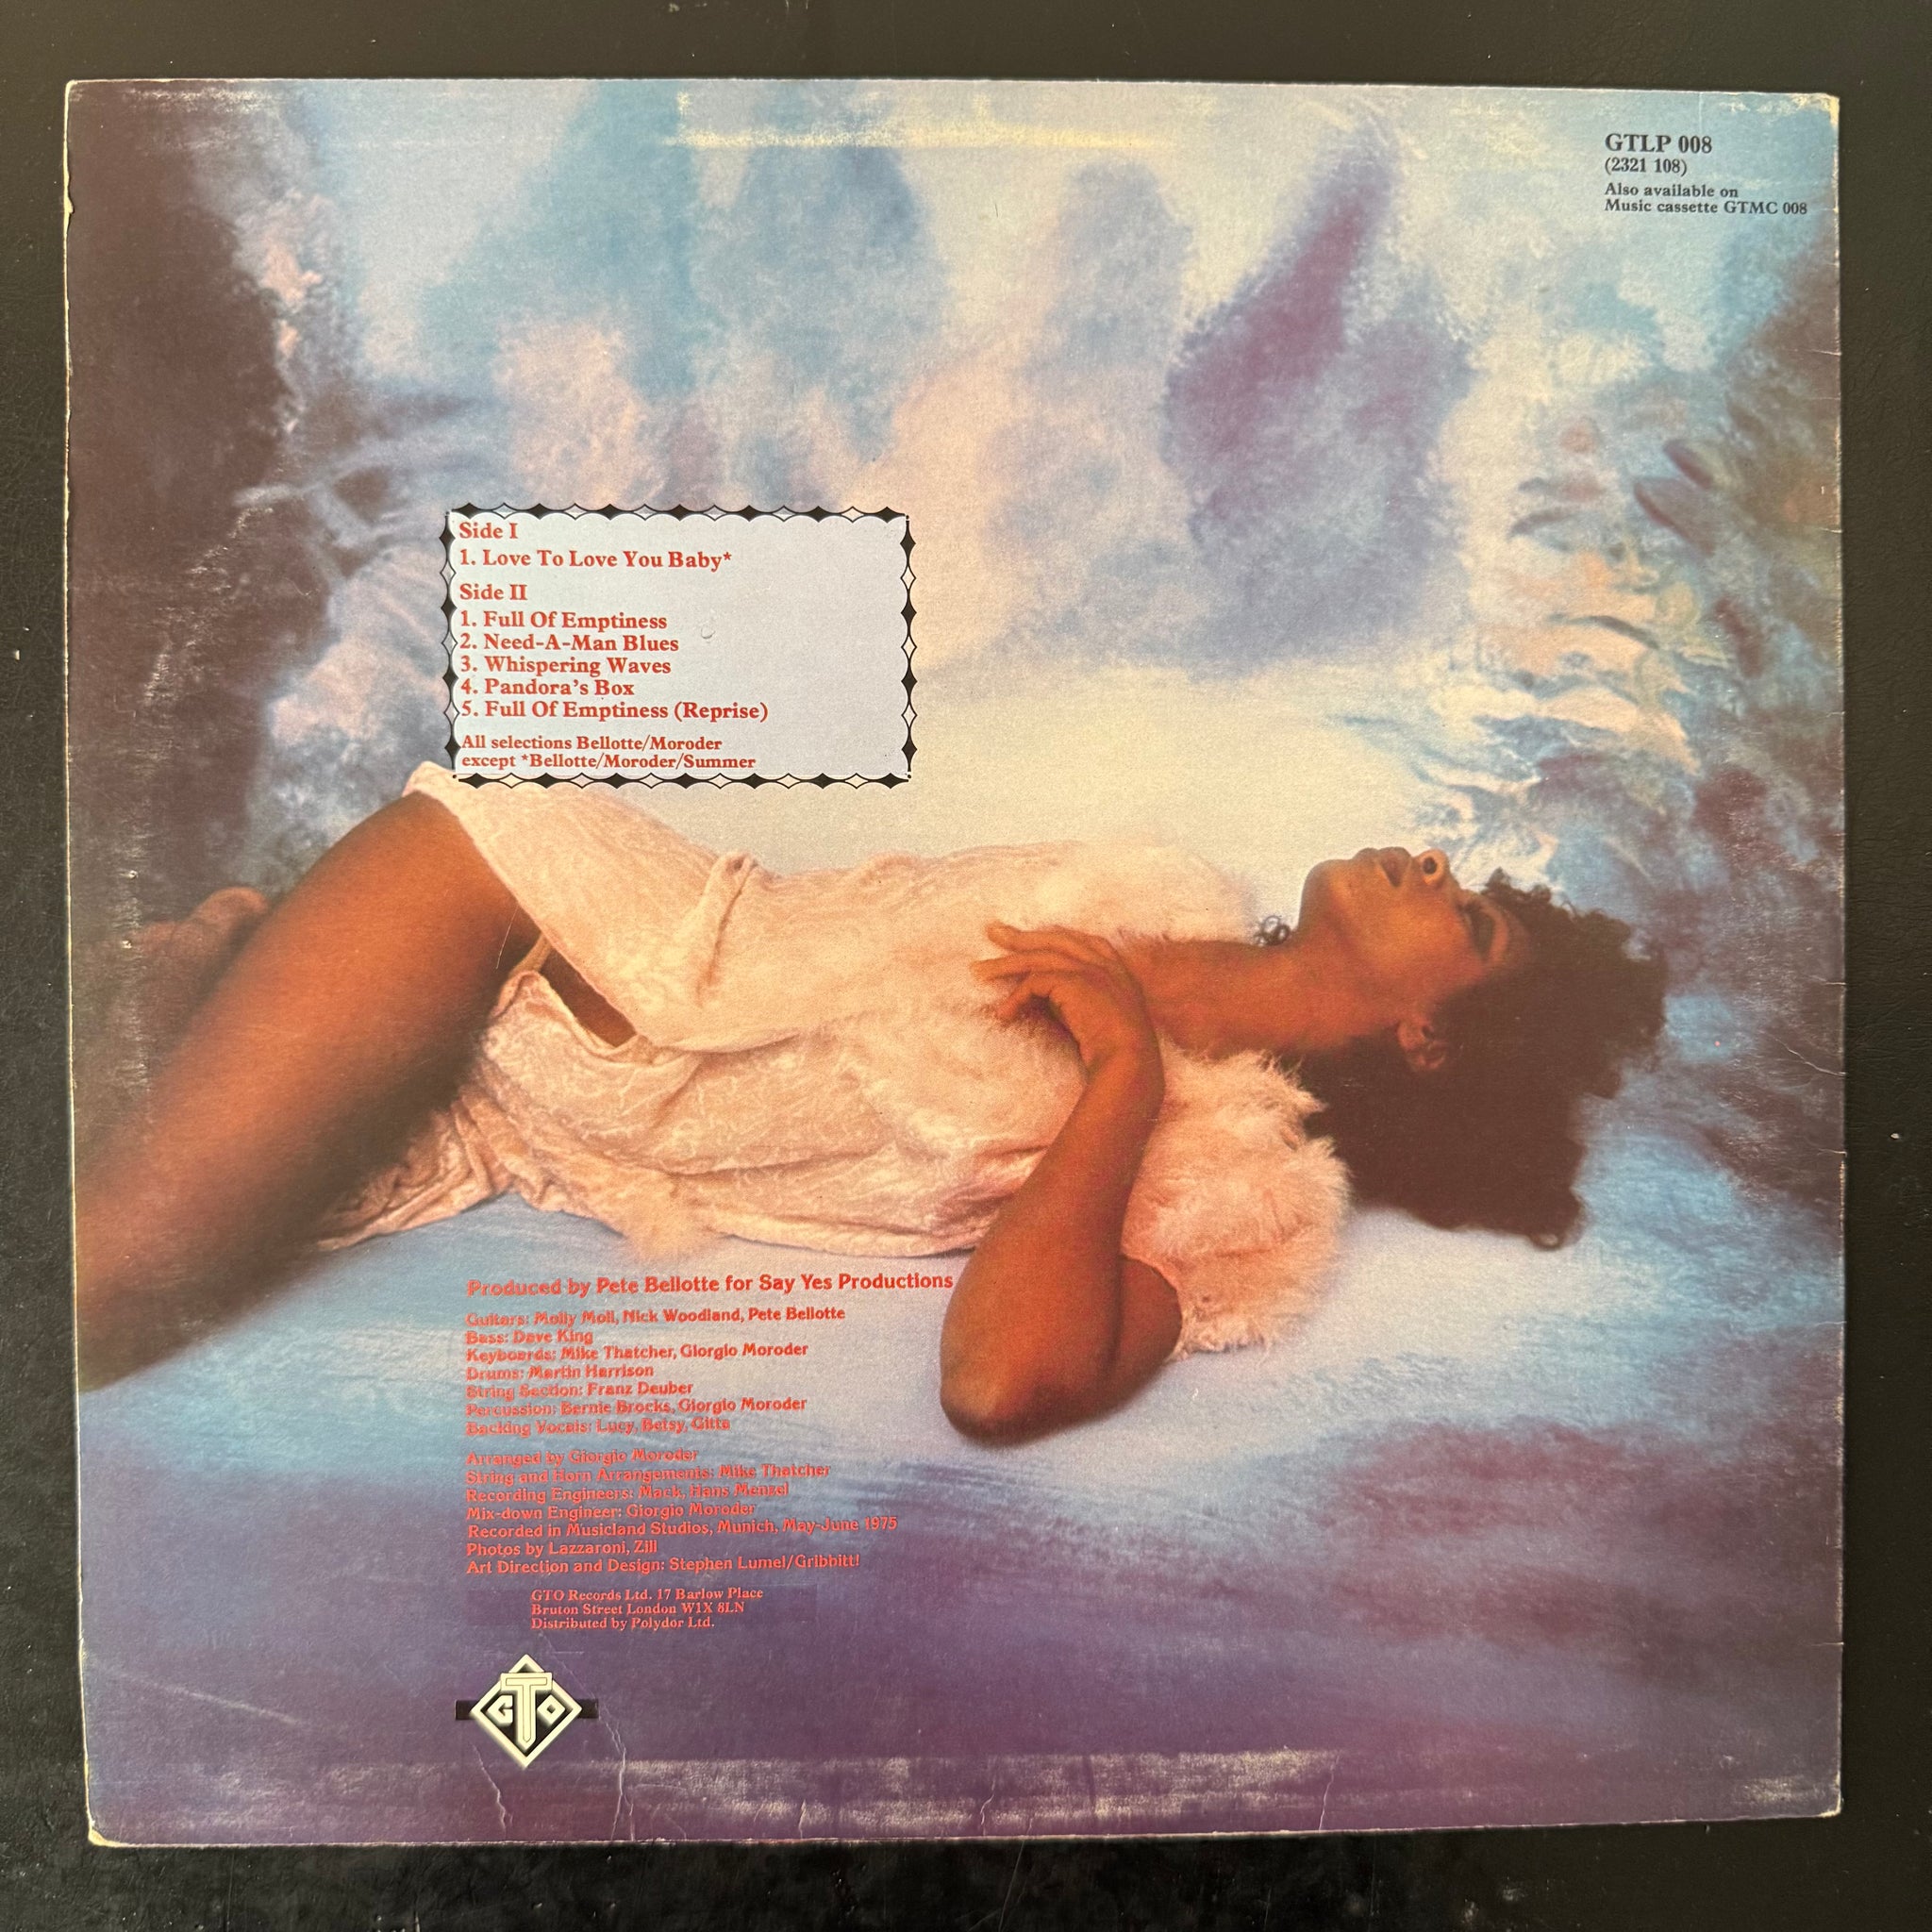 GTLP 008
(2321 108)
Also available on
Music cassette GTMC 008
Side I
1. Love To Love You Baby*
Side II
1. Full Of Emptiness
2. Need-A-Man Blues
3. Whispering Waves
4. Pandora's Box
5. Full Of Emptiness (Reprise)
All selections Bellotte/Moroder
except *Bellotte/Moroder/Summer
Produced by Pete Bellotte for Say Yes Productions
Guitars: Molly Moll, Nick Woodland, Pete Bellotte
Bass: Dave King
Keyboards: Mike Thatcher, Giorgio Moroder
Drums: Martin Harrison
String Section: Franz Deuber
Percussion: Bernie Brocks, Giorgio Moroder
Backing Vocals: Lucy, Betsy, Gitta
Arranged by Giorgio Moroder
String and Horn Arrangements: Mike Thatcher
Recording Engineers: Mack, Hans Menzel
Mix-down Engineer: Giorgio Moroder
Recorded in Musicland Studios, Munich, May-June 1975
Photos by Lazzaroni, Zill
Art Direction and Design: Stephen Lumel/Gribbitt!
GTO Records Ltd. 17 Barlow Place
Bruton Street London W1X 8LN
Distributed by Polydor Ltd.
GTO